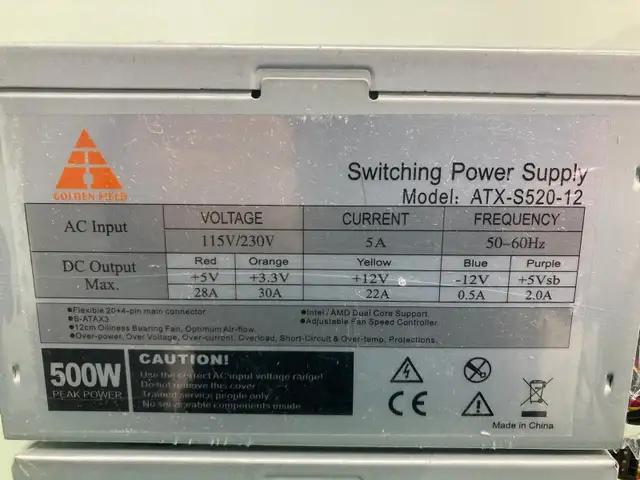 GOLDEN FIELD
Switching Power Supply
Model: ATX-S520-12
AC Input
VOLTAGE CURRENT FREQUENCY
115V/230V 5A 50-60Hz
DC Output
Max.
Red Orange Yellow Blue Purple
+5V +3.3V +12V -12V +5Vsb
28A 30A 22A 0.5A 2.0A
●Flexible 20+4-pin main connector
●S-ATAX3
●12cm Oiliness Bearing Fan, Optimum Air-flow.
●Over-power, Over Voltage, Over-current, Overload, Short-Circuit & Over-temp, Protections.
●Intel / AMD Dual Core Support
●Adjustable Fan Speed Controller
500W
PEAK POWER
CAUTION!
Use the correct AC input voltage range!
Do not remove this cover
Trained service people only
No servicerable components inside
CE
Made in China